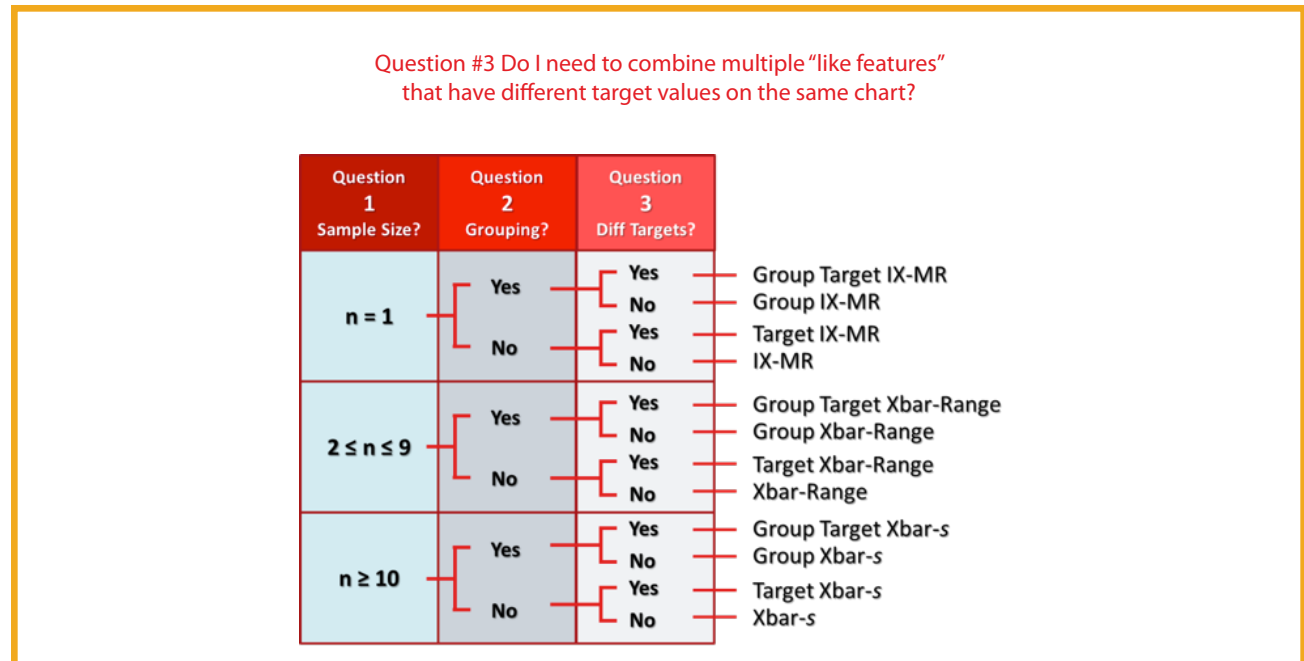 Question #3 Do I need to combine multiple “like features”
that have different target values on the same chart?
Question
1
Sample Size?
Question
2
Grouping?
Question
3
Diff Targets?
n = 1
Yes
No
Yes
No
Yes
No
Group Target IX-MR
Group IX-MR
Target IX-MR
IX-MR
2 ≤ n ≤ 9
Yes
No
Yes
No
Yes
No
Group Target Xbar-Range
Group Xbar-Range
Target Xbar-Range
Xbar-Range
n ≥ 10
Yes
No
Yes
No
Yes
No
Group Target Xbar-s
Group Xbar-s
Target Xbar-s
Xbar-s